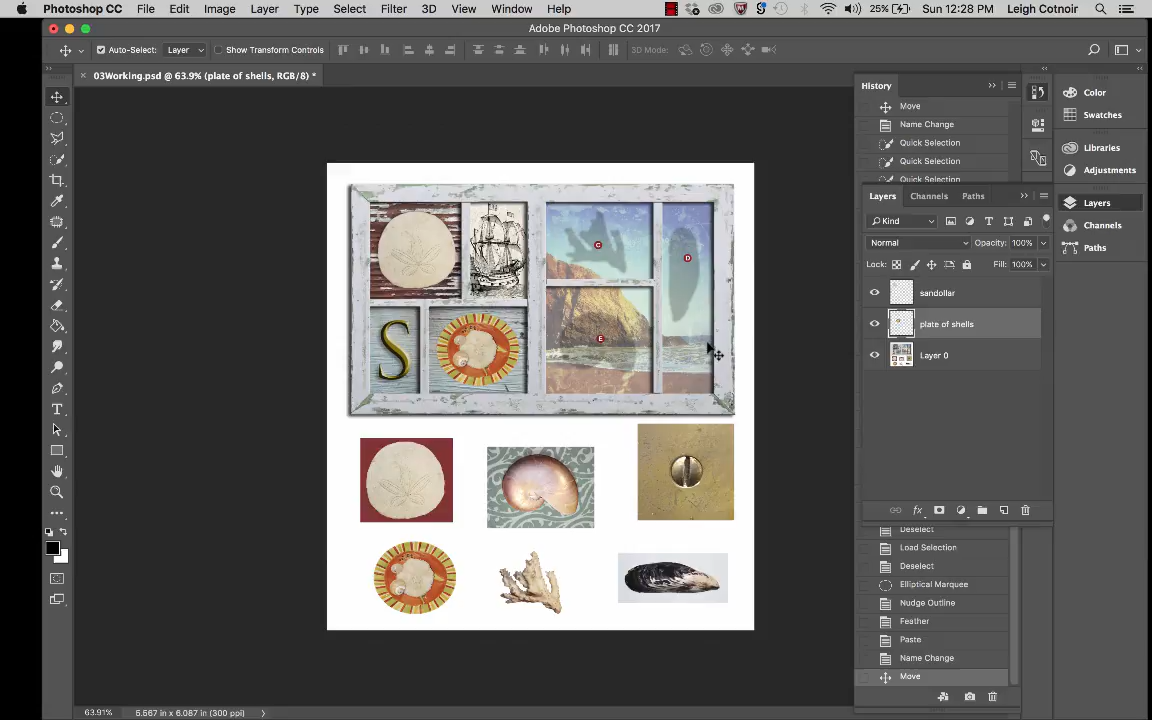 Photoshop CC File Edit Image Layer Type Select Filter 3D View Window Help 25% Sun 12:28 PM Leigh Cotnoir
Adobe Photoshop CC 2017
Auto-Select: Layer Show Transform Controls 3D Mode:
03Working.psd @ 63.9% (plate of shells, RGB/8) *
History
Move
Name Change
Quick Selection
Quick Selection
Quick Selection
Color
Swatches
Libraries
Adjustments
Layers
Channels
Paths
Layers Channels Paths
Kind
Normal Opacity: 100%
Lock: Fill: 100%
sandollar
plate of shells
Layer 0
C
D
E
S
Deselect
Load Selection
Deselect
Elliptical Marquee
Nudge Outline
Feather
Paste
Name Change
Move
63.91% 5.567 in x 6.087 in (300 ppi)